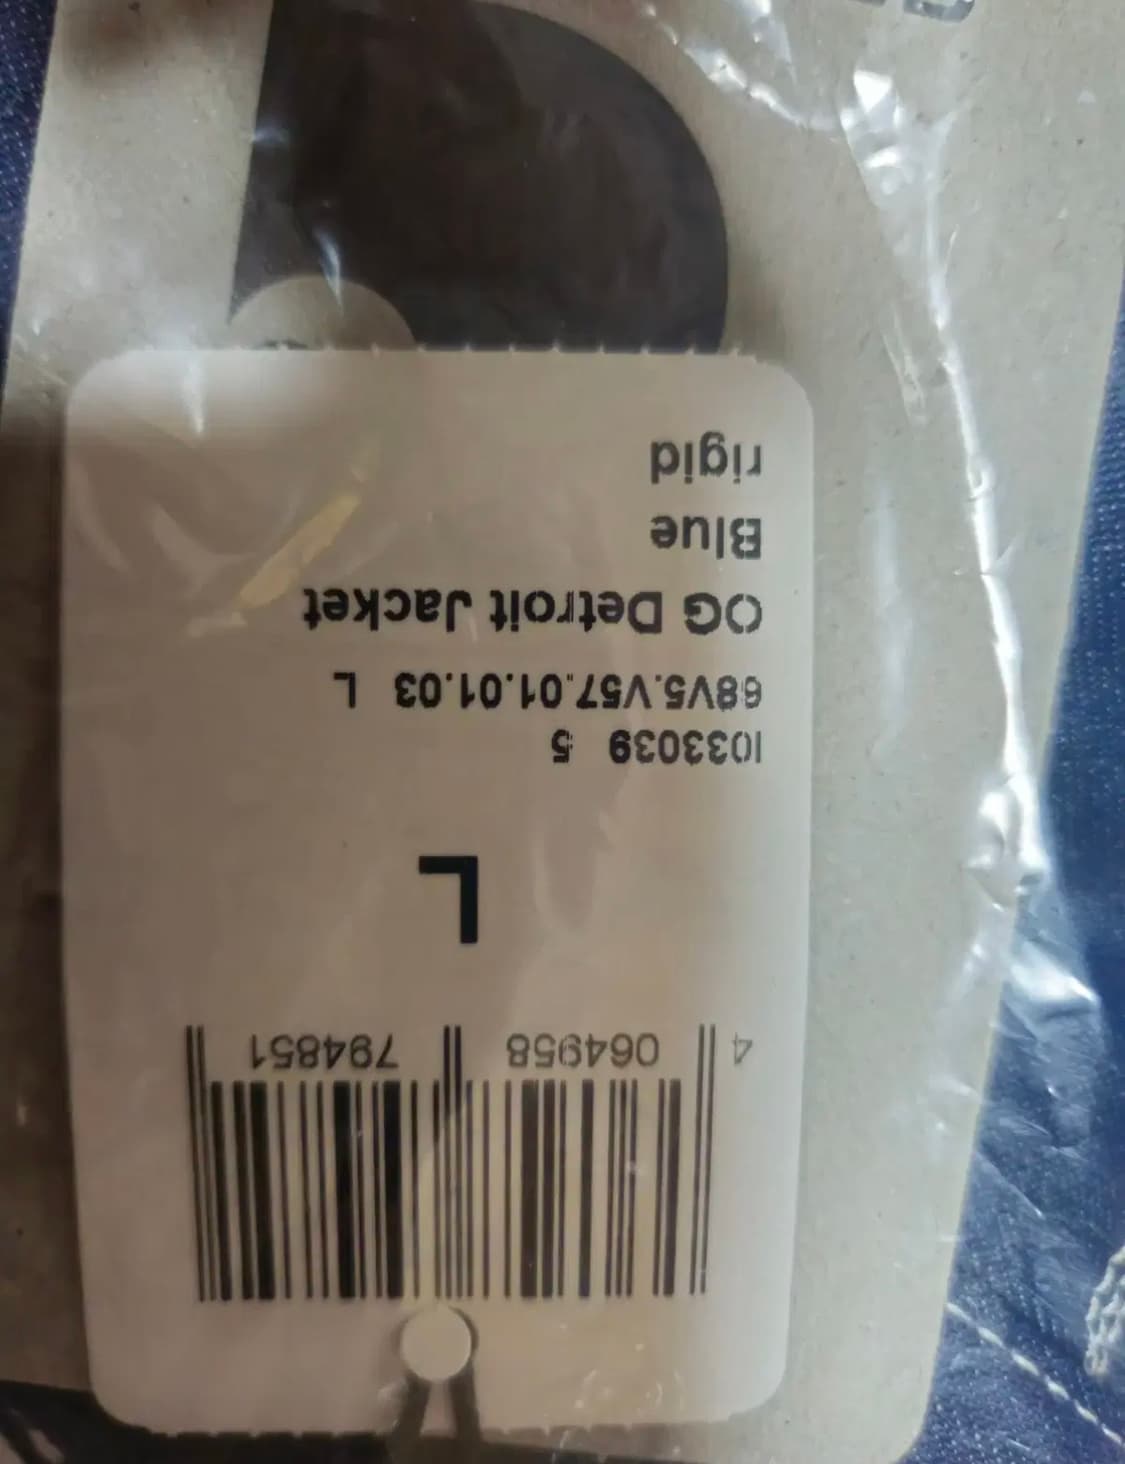 4 064958 794851
L
I033039 5
68V5.V57.01.01.03 L
OG Detroit Jacket
Blue
rigid